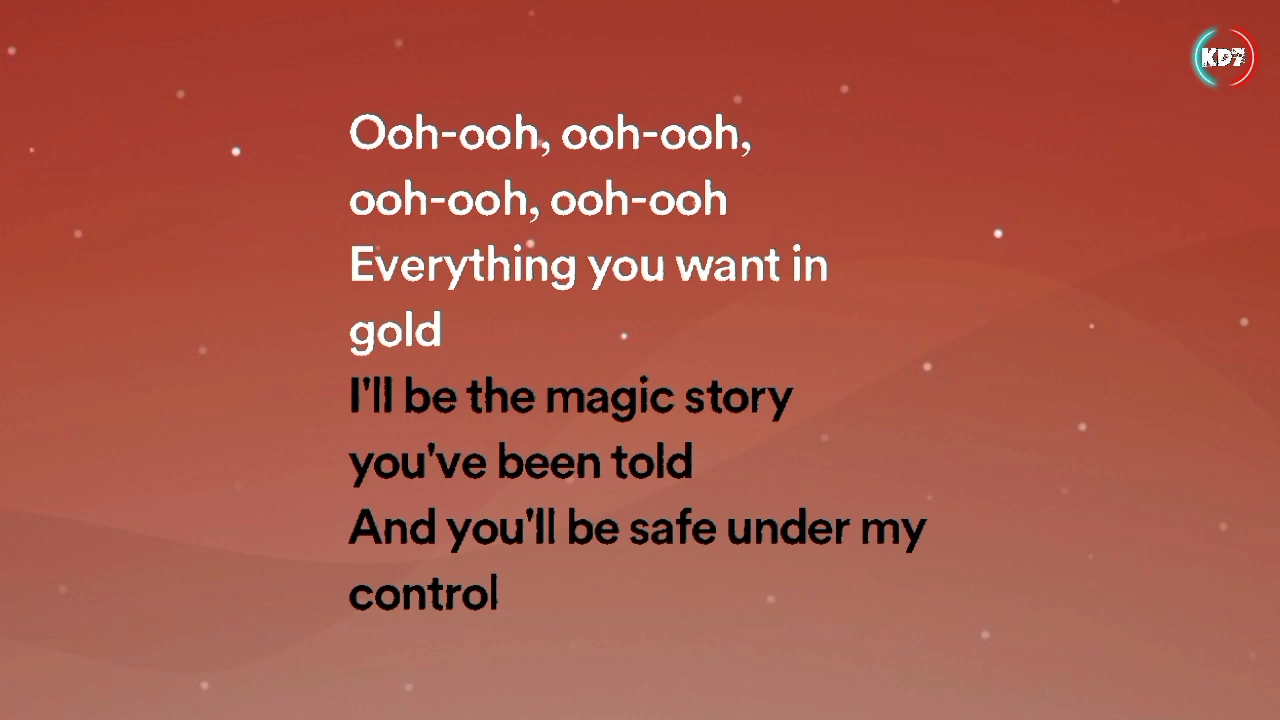 KD7
Ooh-ooh, ooh-ooh,
ooh-ooh, ooh-ooh
Everything you want in
gold
I'll be the magic story
you've been told
And you'll be safe under my
control